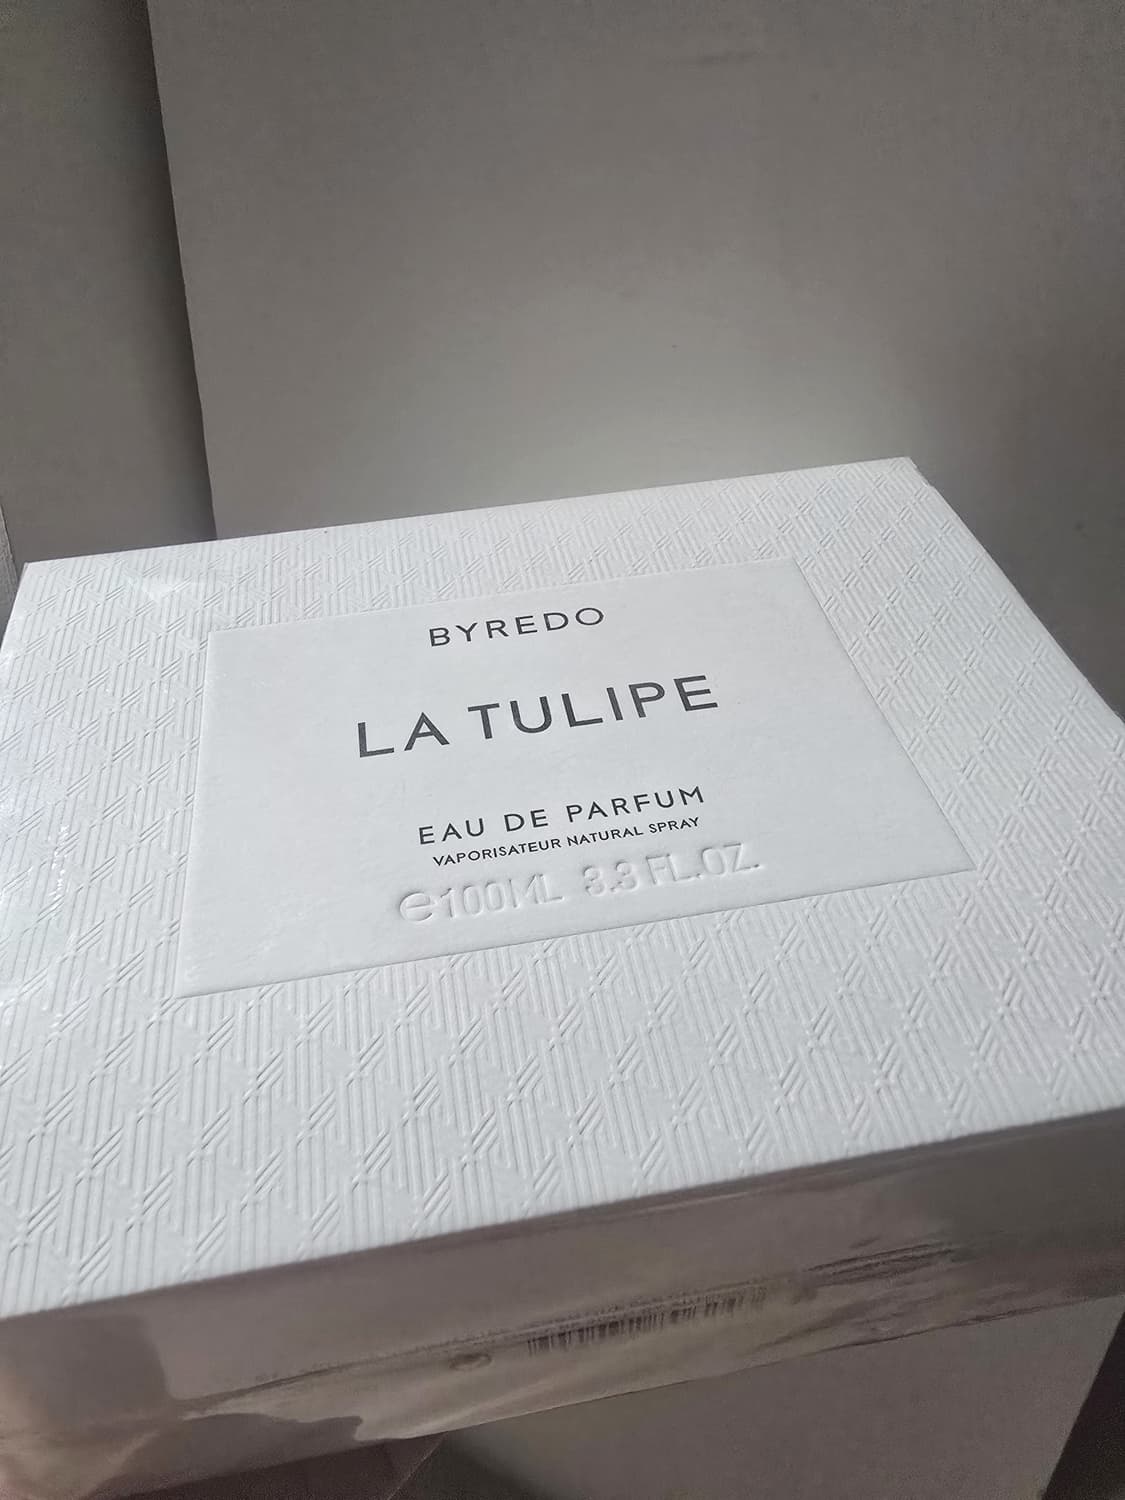 BYREDO
LA TULIPE
EAU DE PARFUM
VAPORISATEUR NATURAL SPRAY
℮100ML 3.3 FL.OZ.